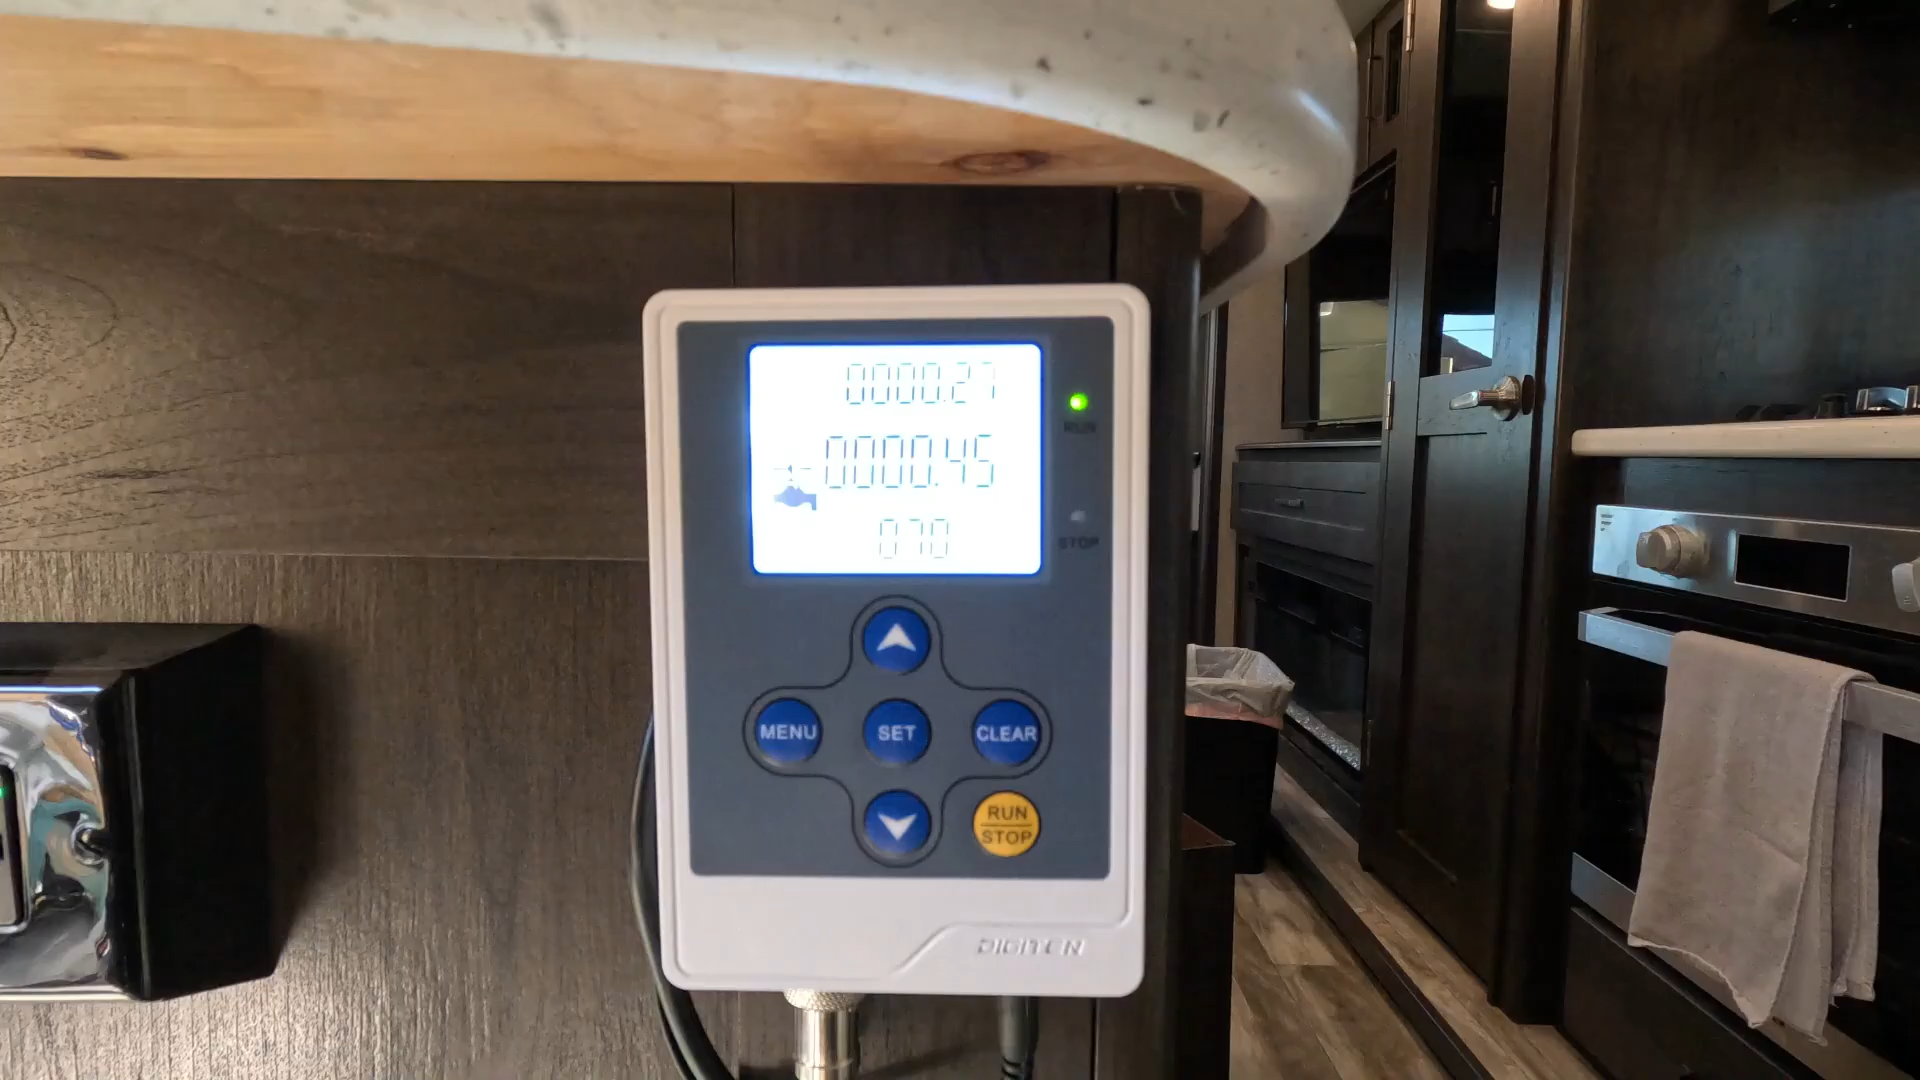 0000.27
RUN
0000.45
STOP
070
MENU
SET
CLEAR
RUN
STOP
DIGITEN